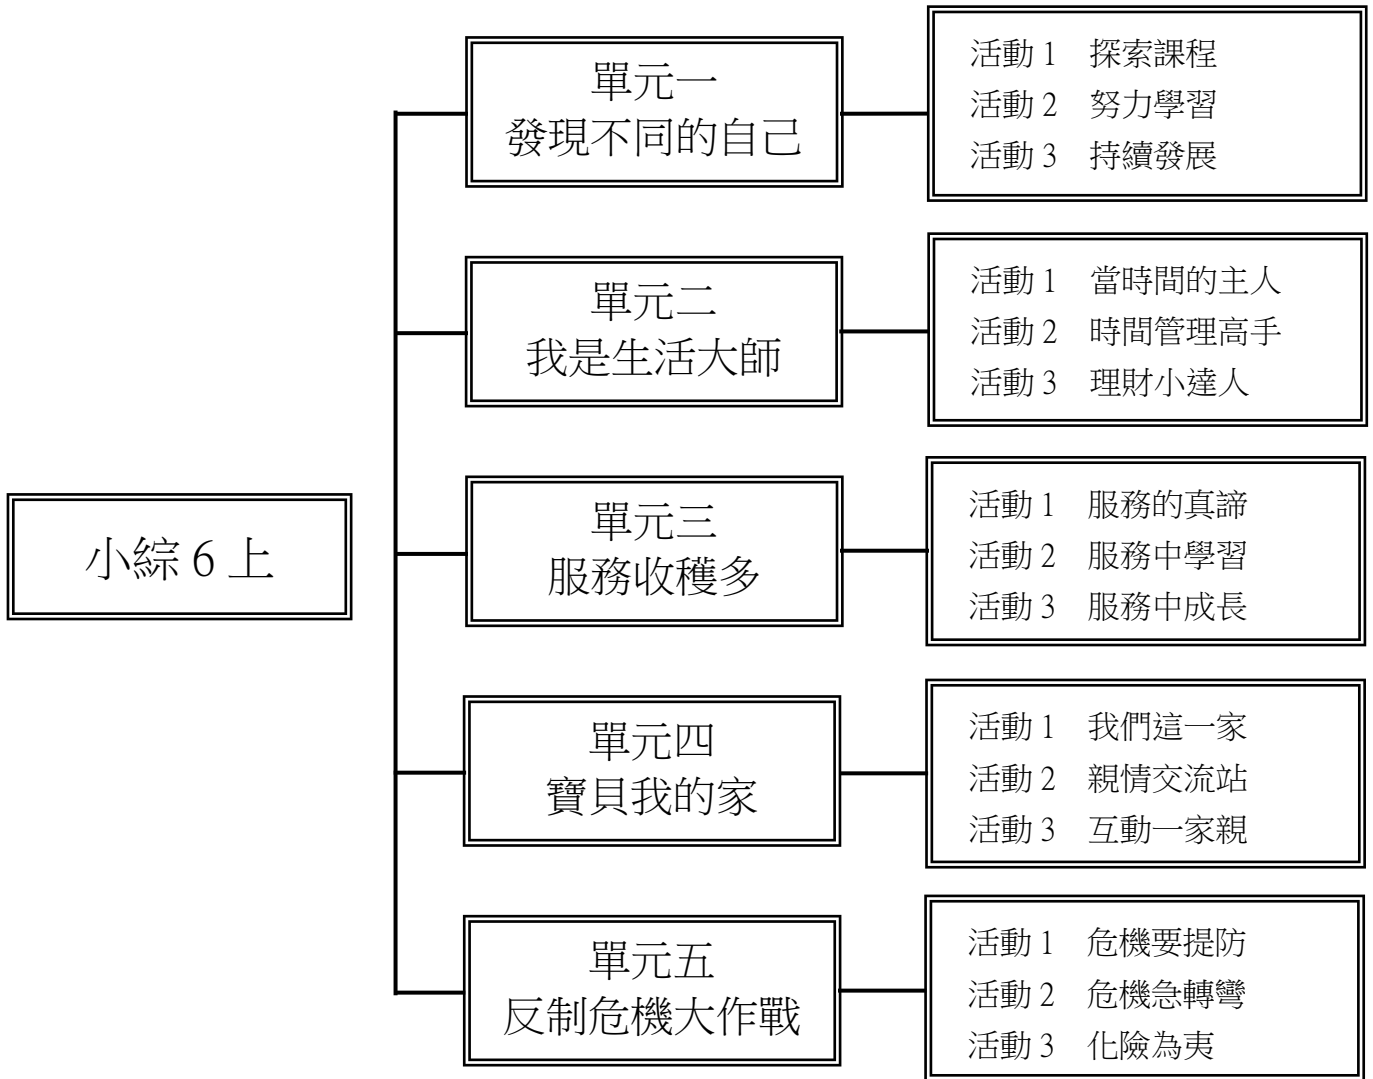 小綜 6 上
單元一
發現不同的自己
活動 1　探索課程
活動 2　努力學習
活動 3　持續發展
單元二
我是生活大師
活動 1　當時間的主人
活動 2　時間管理高手
活動 3　理財小達人
單元三
服務收穫多
活動 1　服務的真諦
活動 2　服務中學習
活動 3　服務中成長
單元四
寶貝我的家
活動 1　我們這一家
活動 2　親情交流站
活動 3　互動一家親
單元五
反制危機大作戰
活動 1　危機要提防
活動 2　危機急轉彎
活動 3　化險為夷